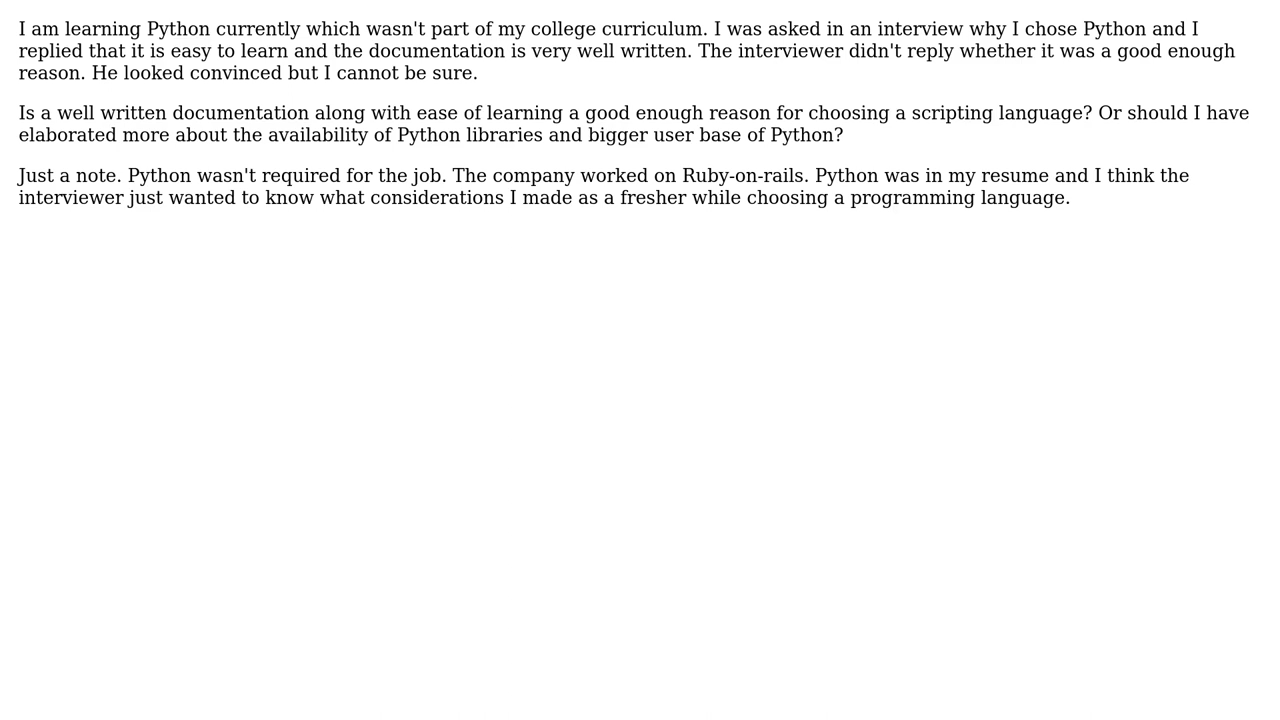 I am learning Python currently which wasn't part of my college curriculum. I was asked in an interview why I chose Python and I
replied that it is easy to learn and the documentation is very well written. The interviewer didn't reply whether it was a good enough
reason. He looked convinced but I cannot be sure.
Is a well written documentation along with ease of learning a good enough reason for choosing a scripting language? Or should I have
elaborated more about the availability of Python libraries and bigger user base of Python?
Just a note. Python wasn't required for the job. The company worked on Ruby-on-rails. Python was in my resume and I think the
interviewer just wanted to know what considerations I made as a fresher while choosing a programming language.